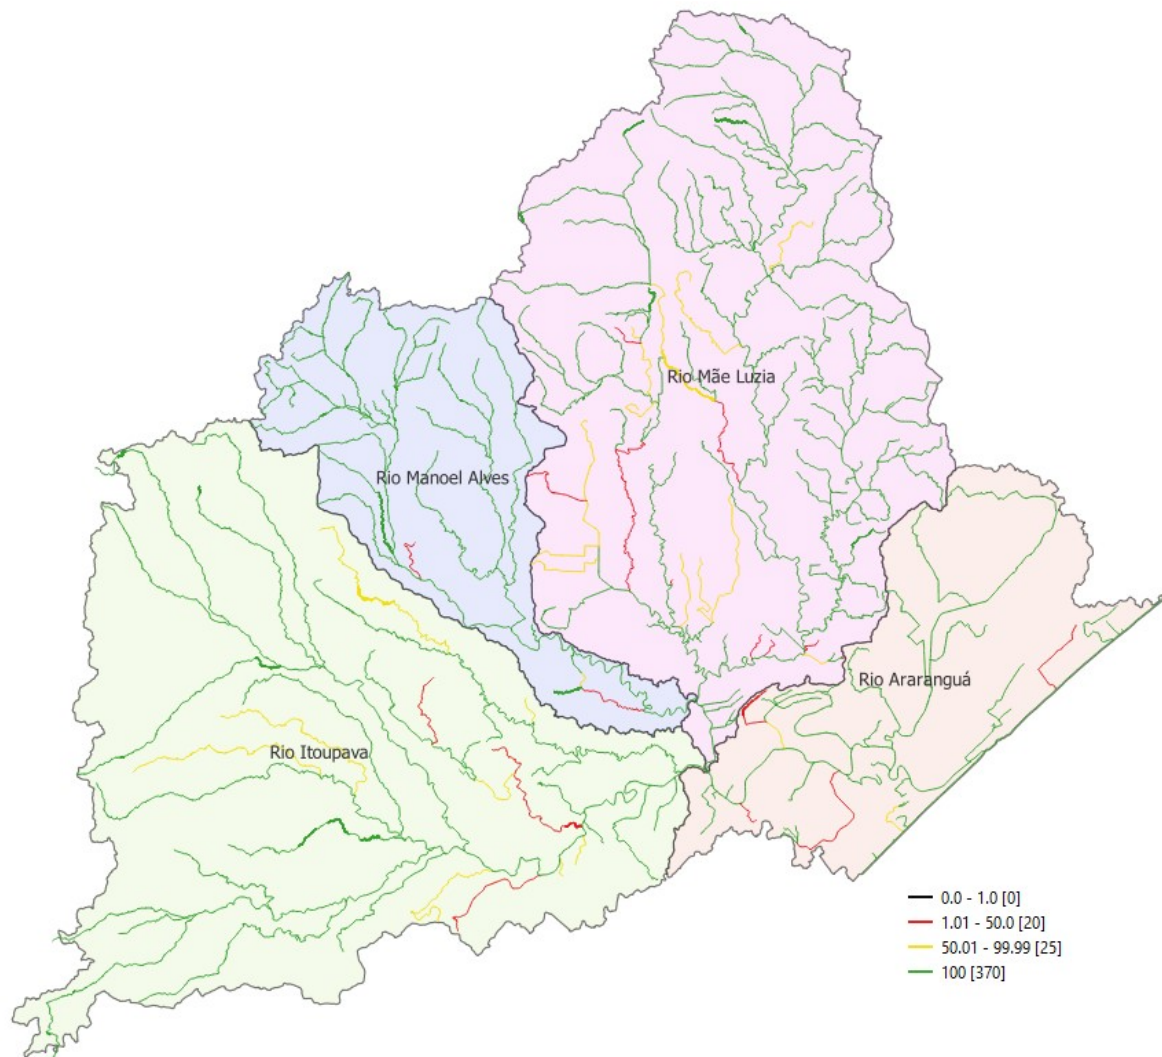 Rio Mãe Luzia
Rio Manoel Alves
Rio Araranguá
Rio Itoupava
0.0 - 1.0 [0]
1.01 - 50.0 [20]
50.01 - 99.99 [25]
100 [370]